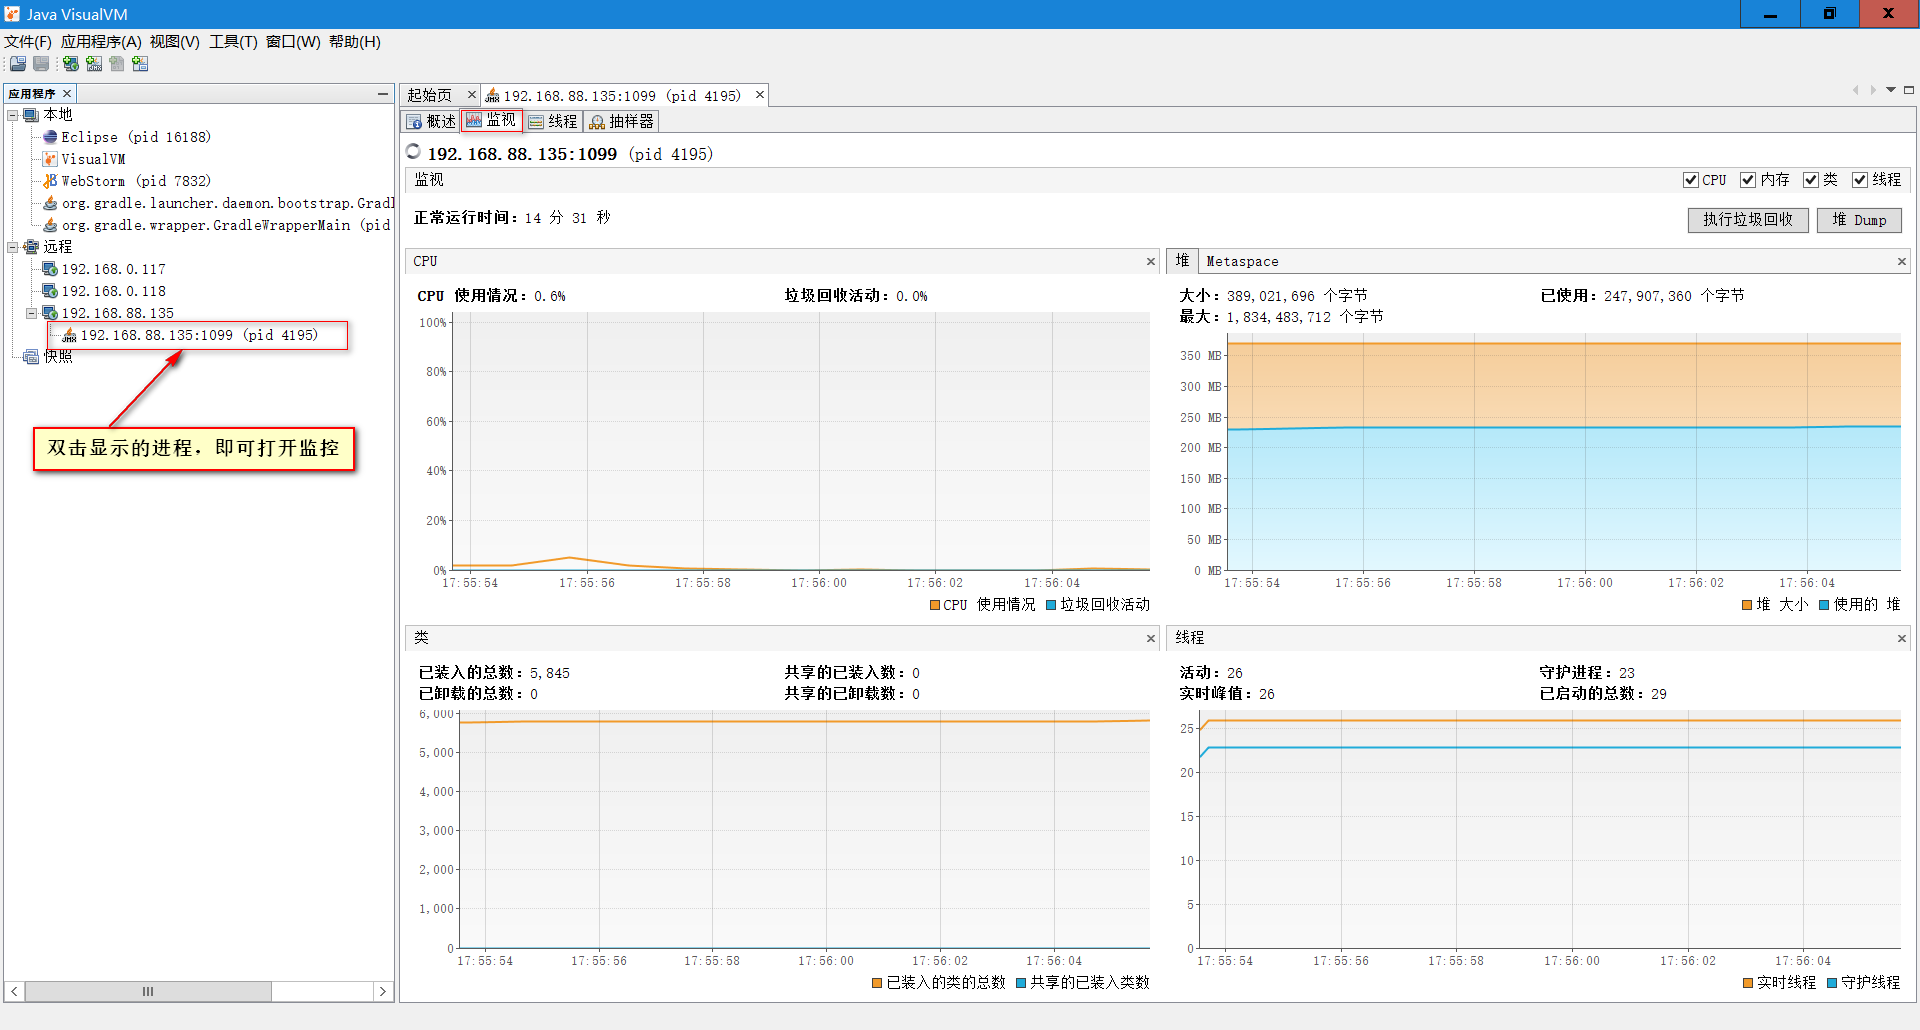 Java VisualVM
文件(F) 应用程序(A) 视图(V) 工具(T) 窗口(W) 帮助(H)
应用程序
本地
Eclipse (pid 16188)
VisualVM
WebStorm (pid 7832)
org.gradle.launcher.daemon.bootstrap.Gradl
org.gradle.wrapper.GradleWrapperMain (pid
远程
192.168.0.117
192.168.0.118
192.168.88.135
192.168.88.135:1099 (pid 4195)
快照
双击显示的进程，即可打开监控
起始页 192.168.88.135:1099 (pid 4195)
概述 监视 线程 抽样器
192.168.88.135:1099 (pid 4195)
监视 CPU 内存 类 线程
正常运行时间：14 分 31 秒
执行垃圾回收 堆 Dump
CPU
CPU 使用情况：0.6% 垃圾回收活动：0.0%
100%
80%
60%
40%
20%
0%
17:55:54 17:55:56 17:55:58 17:56:00 17:56:02 17:56:04
CPU 使用情况 垃圾回收活动
堆 Metaspace
大小：389,021,696 个字节 已使用：247,907,360 个字节
最大：1,834,483,712 个字节
350 MB
300 MB
250 MB
200 MB
150 MB
100 MB
50 MB
0 MB
17:55:54 17:55:56 17:55:58 17:56:00 17:56:02 17:56:04
堆 大小 使用的 堆
类
已装入的总数：5,845 共享的已装入数：0
已卸载的总数：0 共享的已卸载数：0
6,000
5,000
4,000
3,000
2,000
1,000
0
17:55:54 17:55:56 17:55:58 17:56:00 17:56:02 17:56:04
已装入的类的总数 共享的已装入类数
线程
活动：26 守护进程：23
实时峰值：26 已启动的总数：29
25
20
15
10
5
0
17:55:54 17:55:56 17:55:58 17:56:00 17:56:02 17:56:04
实时线程 守护线程